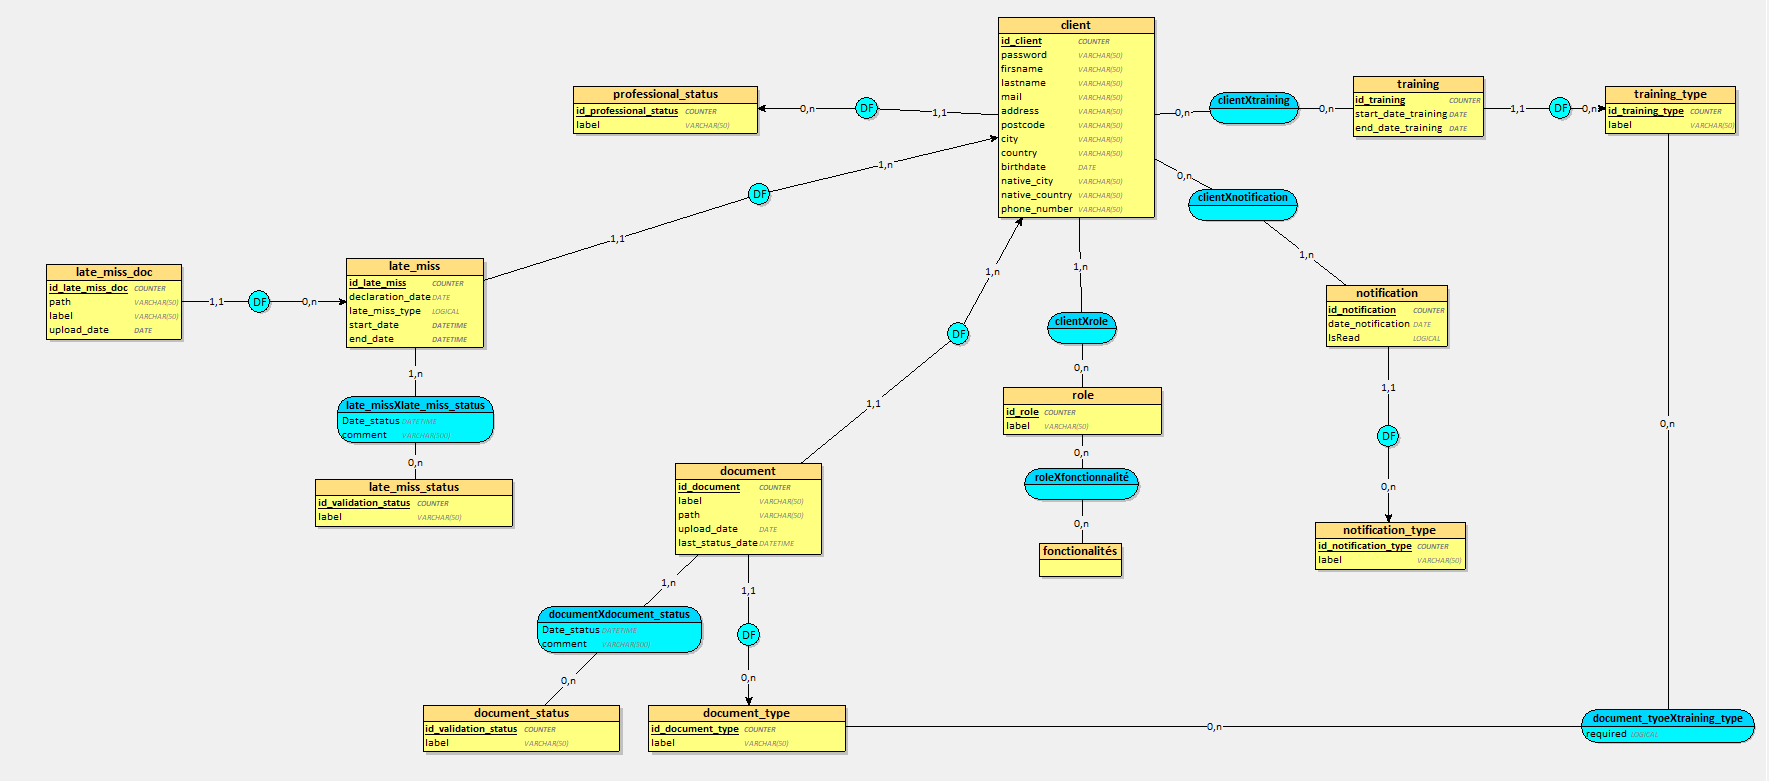 client
id_client COUNTER
password VARCHAR(50)
firsname VARCHAR(50)
lastname VARCHAR(50)
mail VARCHAR(50)
address VARCHAR(50)
postcode VARCHAR(50)
city VARCHAR(50)
country VARCHAR(50)
birthdate DATE
native_city VARCHAR(50)
native_country VARCHAR(50)
phone_number VARCHAR(50)
professional_status
id_professional_status COUNTER
label VARCHAR(50)
0,n
DF
1,1
0,n
clientXtraining
0,n
training
id_training COUNTER
start_date_training DATE
end_date_training DATE
1,1
DF
0,n
training_type
id_training_type COUNTER
label VARCHAR(50)
1,n
DF
1,1
0,n
clientXnotification
1,n
notification
id_notification COUNTER
date_notification DATE
IsRead LOGICAL
1,1
DF
0,n
notification_type
id_notification_type COUNTER
label VARCHAR(50)
late_miss_doc
id_late_miss_doc COUNTER
path VARCHAR(50)
label VARCHAR(50)
upload_date DATE
1,1
DF
0,n
late_miss
id_late_miss COUNTER
declaration_date DATE
late_miss_type LOGICAL
start_date DATETIME
end_date DATETIME
1,n
late_missXlate_miss_status
Date_status DATETIME
comment VARCHAR(500)
0,n
late_miss_status
id_validation_status COUNTER
label VARCHAR(50)
1,n
DF
1,1
1,n
clientXrole
0,n
role
id_role COUNTER
label VARCHAR(50)
0,n
roleXfonctionnalité
0,n
fonctionalités
document
id_document COUNTER
label VARCHAR(50)
path VARCHAR(50)
upload_date DATE
last_status_date DATETIME
1,n
documentXdocument_status
Date_status DATETIME
comment VARCHAR(500)
0,n
document_status
id_validation_status COUNTER
label VARCHAR(50)
1,1
DF
0,n
document_type
id_document_type COUNTER
label VARCHAR(50)
0,n
0,n
document_tyoeXtraining_type
required LOGICAL